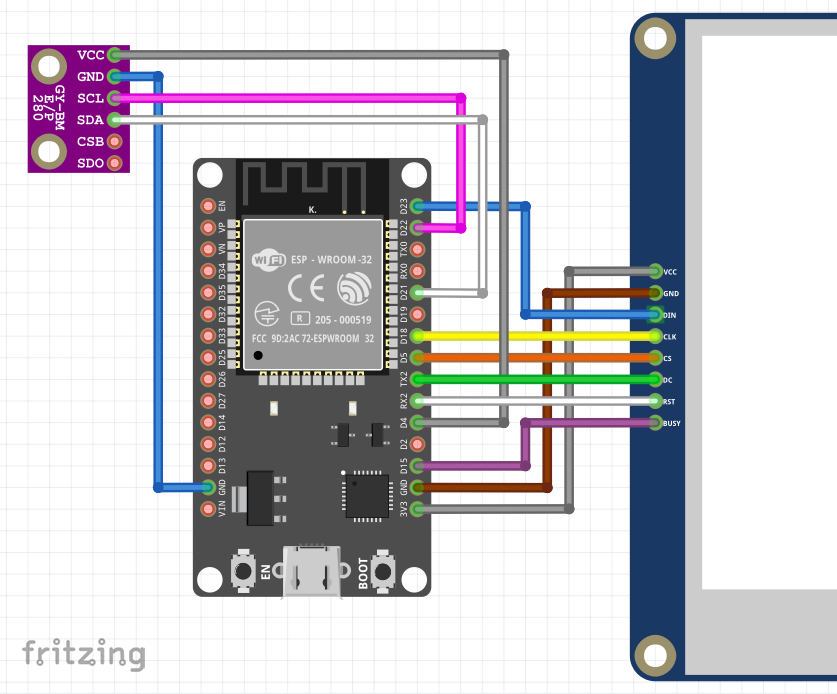 VCC
GND
SCL
SDA
CSB
SDO
GY-BM
E/P
280
EN
VP
VN
D34
D35
D32
D33
D25
D26
D27
D14
D12
D13
GND
VIN
K.
WiFi
ESP - WROOM -32
CE
R
205 - 000519
FCC 9D:2AC 72-ESPWROOM 32
D23
D22
TX0
RX0
D21
D19
D18
D5
TX2
RX2
D4
D2
D15
GND
3V3
EN
BOOT
VCC
GND
DIN
CLK
CS
DC
RST
BUSY
fritzing